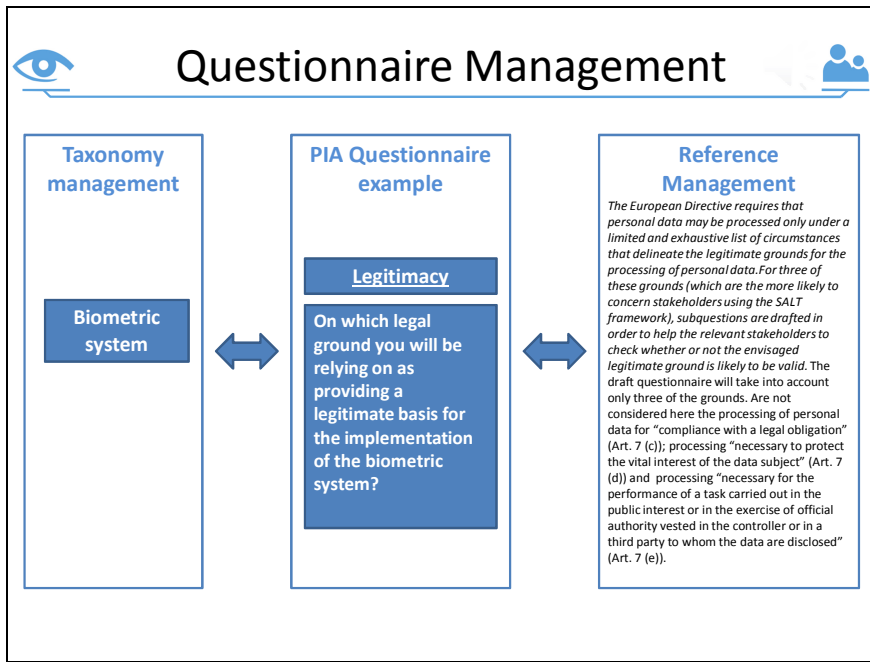 Questionnaire Management
Taxonomy
management
Biometric
system
PIA Questionnaire
example
Legitimacy
On which legal
ground you will be
relying on as
providing a
legitimate basis for
the implementation
of the biometric
system?
Reference
Management
The European Directive requires that
personal data may be processed only under a
limited and exhaustive list of circumstances
that delineate the legitimate grounds for the
processing of personal data.For three of
these grounds (which are the more likely to
concern stakeholders using the SALT
framework), subquestions are drafted in
order to help the relevant stakeholders to
check whether or not the envisaged
legitimate ground is likely to be valid. The
draft questionnaire will take into account
only three of the grounds. Are not
considered here the processing of personal
data for “compliance with a legal obligation”
(Art. 7 (c)); processing “necessary to protect
the vital interest of the data subject” (Art. 7
(d)) and processing “necessary for the
performance of a task carried out in the
public interest or in the exercise of official
authority vested in the controller or in a
third party to whom the data are disclosed”
(Art. 7 (e)).